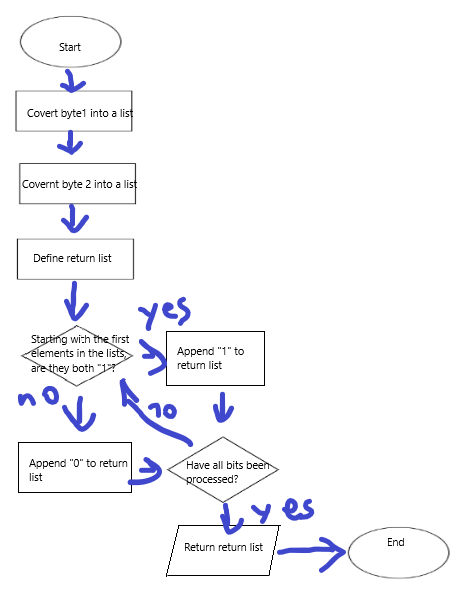 Start
Covert byte1 into a list
Covernt byte 2 into a list
Define return list
yes
Starting with the first
elements in the lists,
are they both "1"?
Append "1" to
return list
no
no
Append "0" to return
list
Have all bits been
processed?
yes
Return return list
End